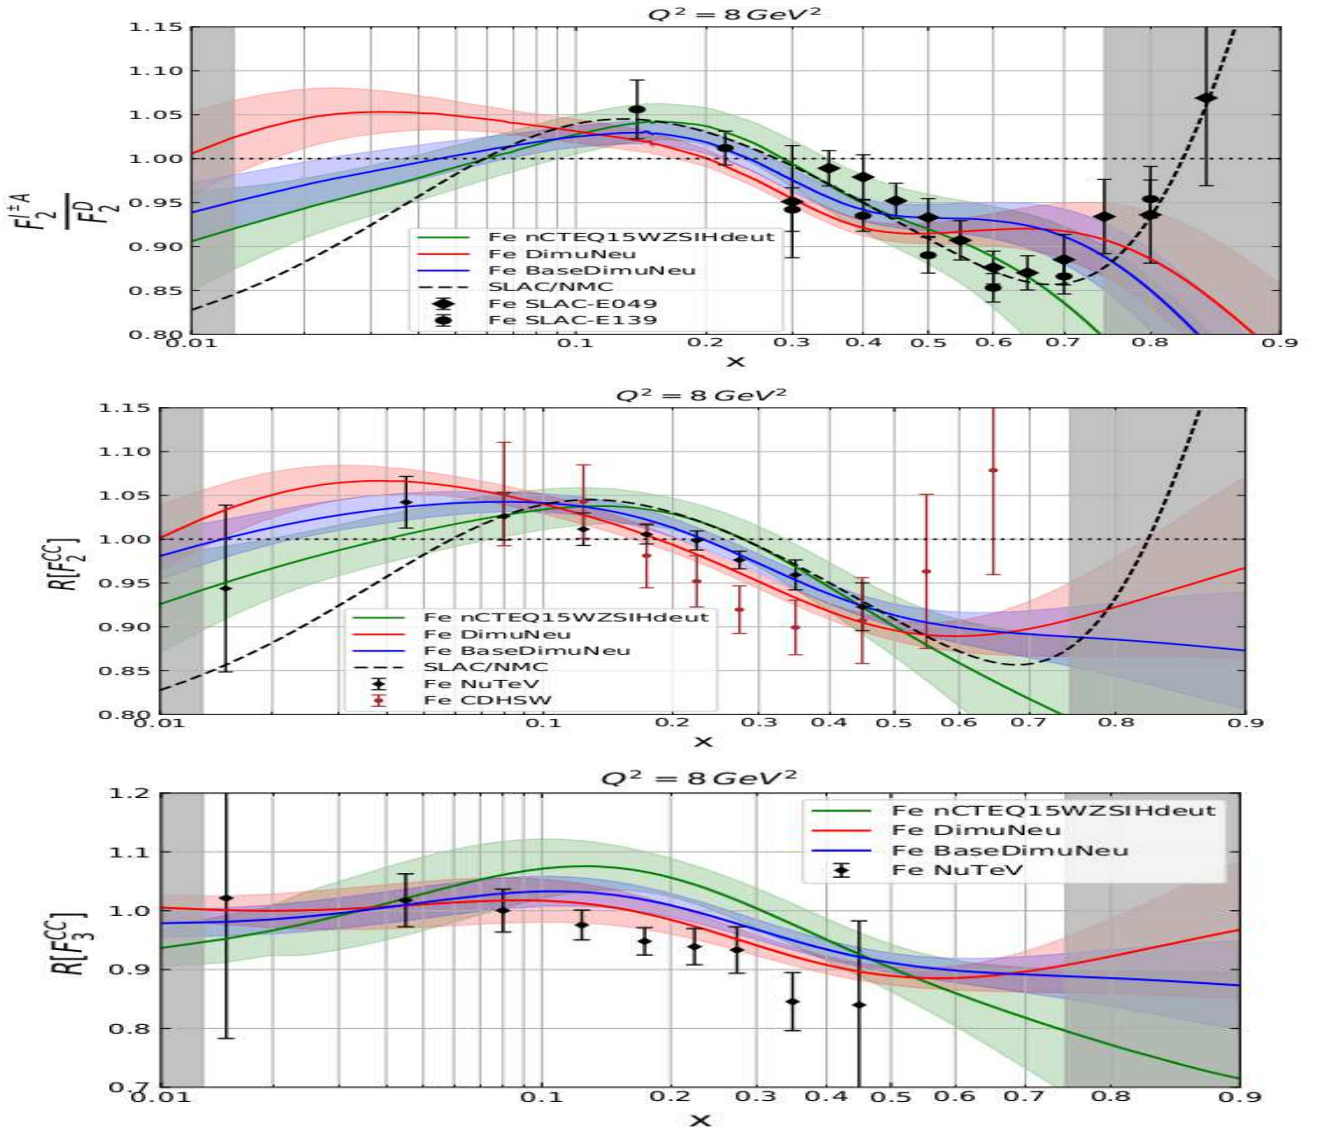 Q² = 8 GeV²
1.15
1.10
1.05
1.00
0.95
0.90
0.85
0.80
F₂^{l±A} / F₂^D
Fe nCTEQ15WZSIHdeut
Fe DimuNeu
Fe BaseDimuNeu
SLAC/NMC
Fe SLAC-E049
Fe SLAC-E139
0.01 0.1 0.2 0.3 0.4 0.5 0.6 0.7 0.8 0.9
x
Q² = 8 GeV²
1.15
1.10
1.05
1.00
0.95
0.90
0.85
0.80
R[F₂^{CC}]
Fe nCTEQ15WZSIHdeut
Fe DimuNeu
Fe BaseDimuNeu
SLAC/NMC
Fe NuTeV
Fe CDHSW
0.01 0.1 0.2 0.3 0.4 0.5 0.6 0.7 0.8 0.9
x
Q² = 8 GeV²
1.2
1.1
1.0
0.9
0.8
0.7
R[F₃^{CC}]
Fe nCTEQ15WZSIHdeut
Fe DimuNeu
Fe BaseDimuNeu
Fe NuTeV
0.01 0.1 0.2 0.3 0.4 0.5 0.6 0.7 0.8 0.9
x